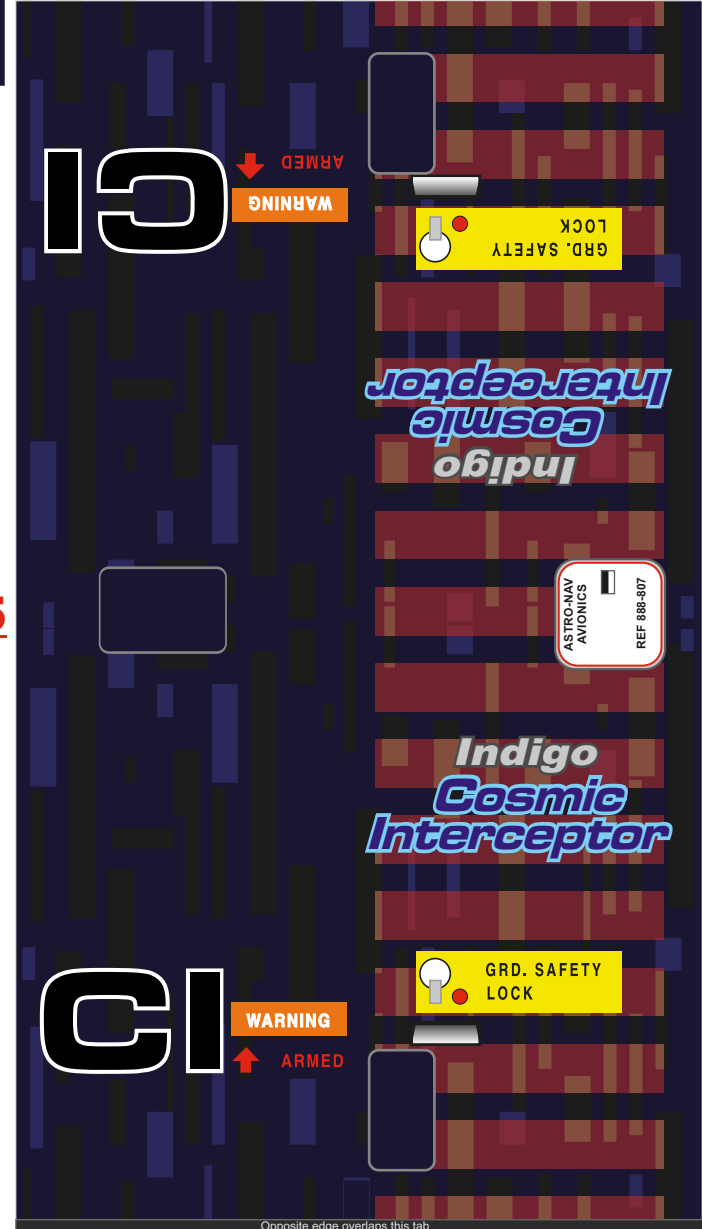 CI
ARMED
WARNING
GRD. SAFETY
LOCK
Indigo
Cosmic
Interceptor
ASTRO-NAV
AVIONICS
REF 888-807
Indigo
Cosmic
Interceptor
CI
WARNING
ARMED
GRD. SAFETY
LOCK
Opposite edge overlaps this tab